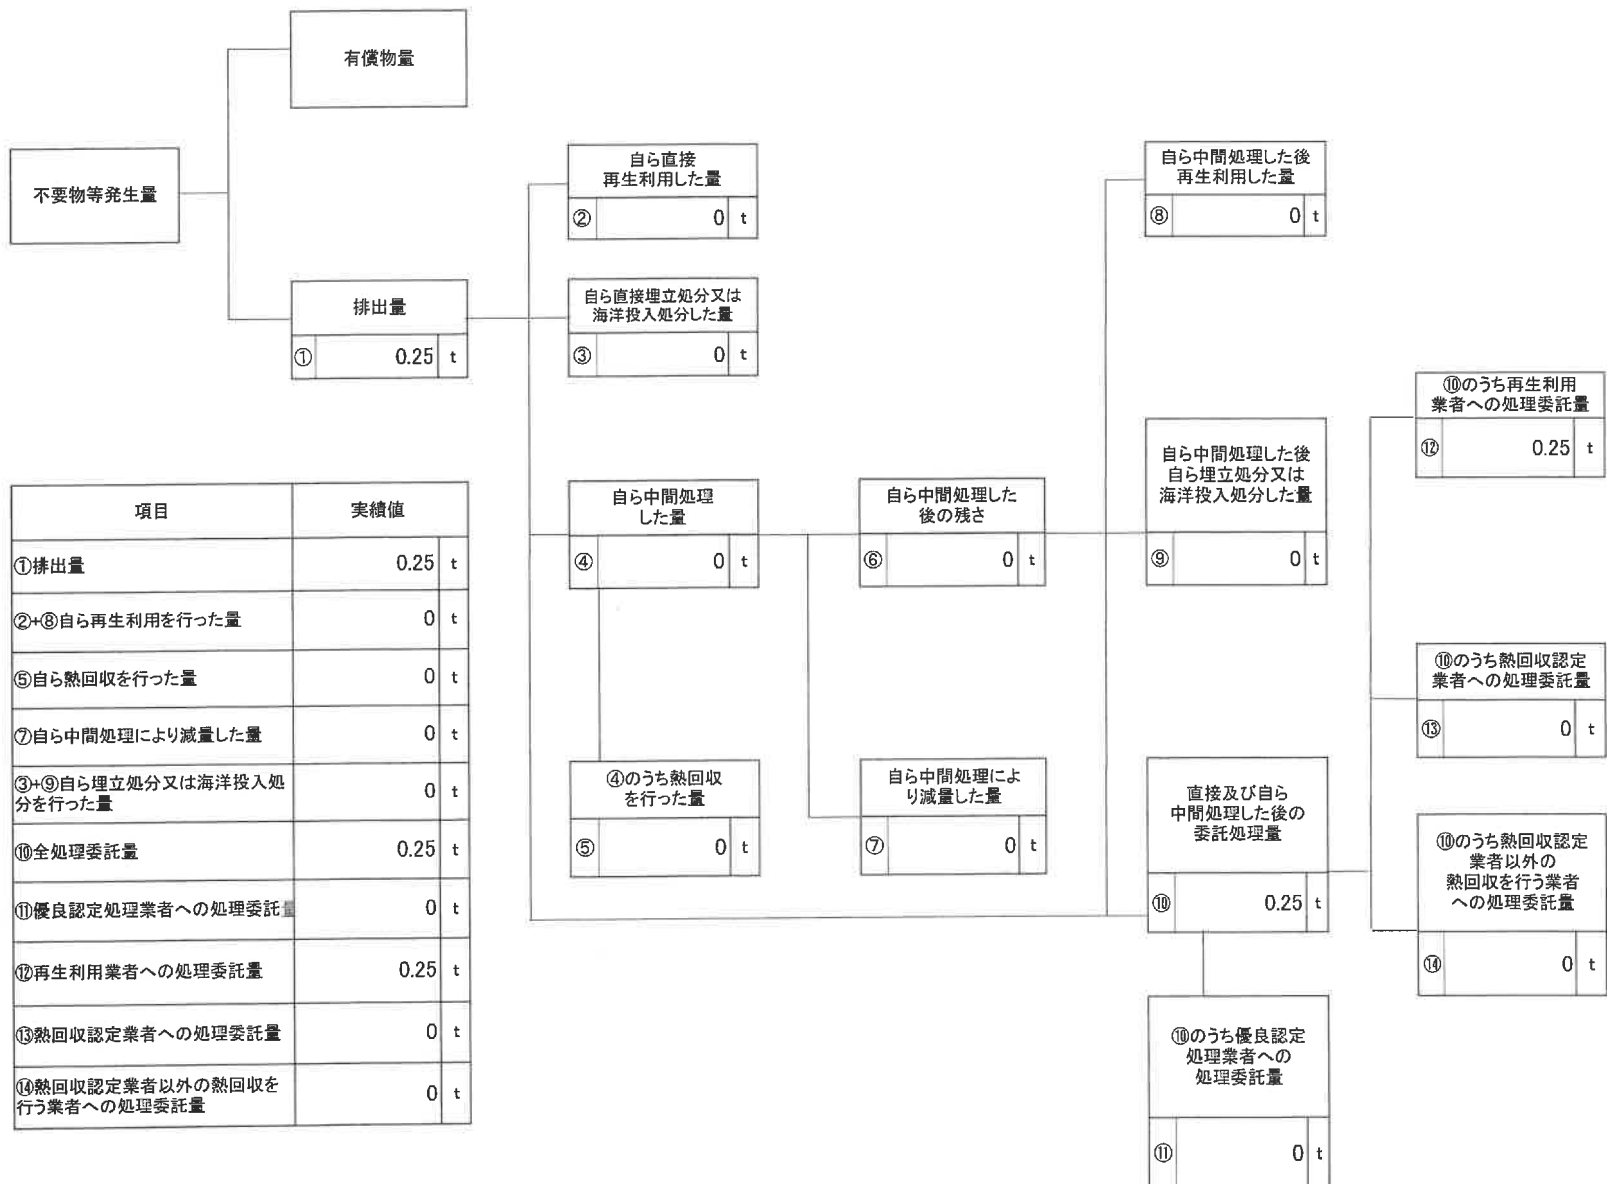 有償物量
不要物等発生量
排出量
① 0.25 t
自ら直接
再生利用した量
② 0 t
自ら直接埋立処分又は
海洋投入処分した量
③ 0 t
自ら中間処理
した量
④ 0 t
④のうち熱回収
を行った量
⑤ 0 t
自ら中間処理した
後の残さ
⑥ 0 t
自ら中間処理によ
り減量した量
⑦ 0 t
自ら中間処理した後
再生利用した量
⑧ 0 t
自ら中間処理した後
自ら埋立処分又は
海洋投入処分した量
⑨ 0 t
直接及び自ら
中間処理した後の
委託処理量
⑩ 0.25 t
⑩のうち優良認定
処理業者への
処理委託量
⑪ 0 t
⑩のうち再生利用
業者への処理委託量
⑫ 0.25 t
⑩のうち熱回収認定
業者への処理委託量
⑬ 0 t
⑩のうち熱回収認定
業者以外の
熱回収を行う業者
への処理委託量
⑭ 0 t
項目 実績値
①排出量 0.25 t
②+⑧自ら再生利用を行った量 0 t
⑤自ら熱回収を行った量 0 t
⑦自ら中間処理により減量した量 0 t
③+⑨自ら埋立処分又は海洋投入処
分を行った量 0 t
⑩全処理委託量 0.25 t
⑪優良認定処理業者への処理委託量 0 t
⑫再生利用業者への処理委託量 0.25 t
⑬熱回収認定業者への処理委託量 0 t
⑭熱回収認定業者以外の熱回収を
行う業者への処理委託量 0 t